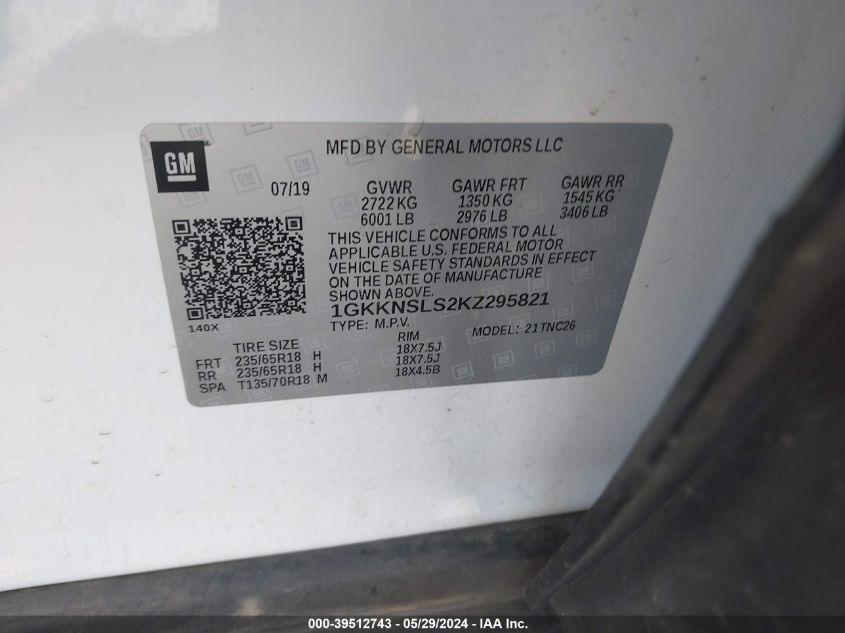 GM
MFD BY GENERAL MOTORS LLC
07/19 GVWR GAWR FRT GAWR RR
2722 KG 1350 KG 1545 KG
6001 LB 2976 LB 3406 LB
THIS VEHICLE CONFORMS TO ALL
APPLICABLE U.S. FEDERAL MOTOR
VEHICLE SAFETY STANDARDS IN EFFECT
ON THE DATE OF MANUFACTURE
SHOWN ABOVE.
1GKKNSLS2KZ295821
140X
TYPE: M.P.V. MODEL: 21TNC26
TIRE SIZE RIM
FRT 235/65R18 H 18X7.5J
RR 235/65R18 H 18X7.5J
SPA T135/70R18 M 18X4.5B
000-39512743 - 05/29/2024 - IAA Inc.